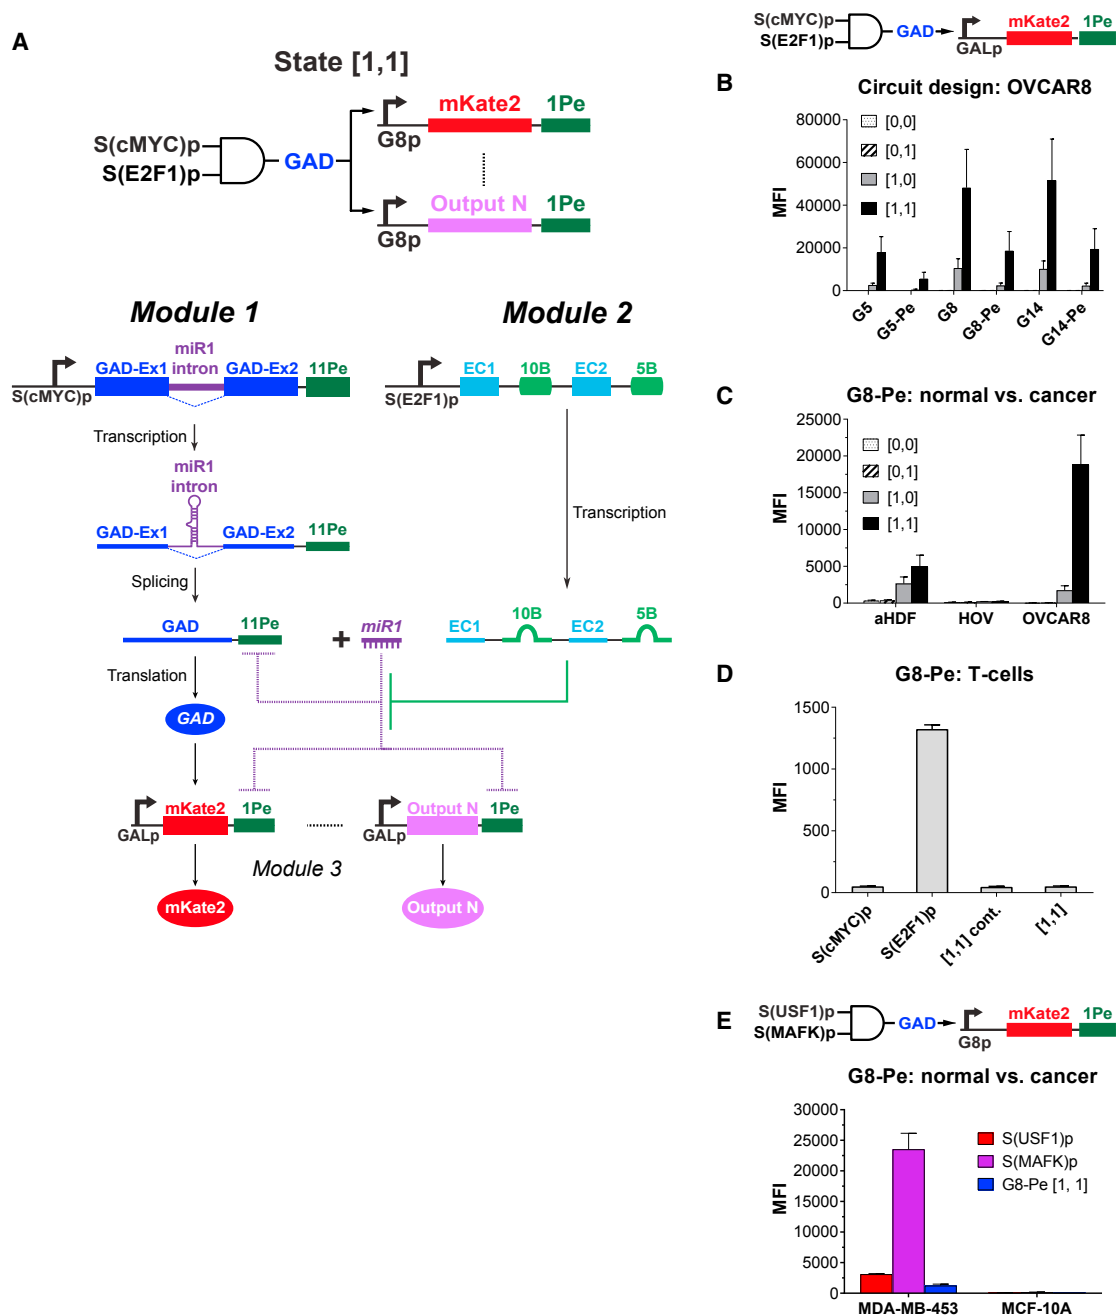 A
State [1,1]
S(cMYC)p
S(E2F1)p
GAD
mKate2
1Pe
G8p
Output N
1Pe
G8p
Module 1
Module 2
miR1
intron
GAD-Ex1
GAD-Ex2
11Pe
S(cMYC)p
EC1
10B
EC2
5B
S(E2F1)p
Transcription
miR1
intron
GAD-Ex1
GAD-Ex2
11Pe
Transcription
Splicing
GAD
11Pe
+
miR1
EC1
10B
EC2
5B
Translation
GAD
mKate2
1Pe
GALp
Output N
1Pe
GALp
Module 3
mKate2
Output N
S(cMYC)p
S(E2F1)p
GAD
mKate2
1Pe
GALp
B
Circuit design: OVCAR8
MFI
80000
60000
40000
20000
0
[0,0]
[0,1]
[1,0]
[1,1]
G5
G5-Pe
G8
G8-Pe
G14
G14-Pe
C
G8-Pe: normal vs. cancer
MFI
25000
20000
15000
10000
5000
0
[0,0]
[0,1]
[1,0]
[1,1]
aHDF
HOV
OVCAR8
D
G8-Pe: T-cells
MFI
1500
1000
500
0
S(cMYC)p
S(E2F1)p
[1,1] cont.
[1,1]
E
S(USF1)p
S(MAFK)p
GAD
mKate2
1Pe
G8p
G8-Pe: normal vs. cancer
MFI
30000
25000
20000
15000
10000
5000
0
S(USF1)p
S(MAFK)p
G8-Pe [1, 1]
MDA-MB-453
MCF-10A